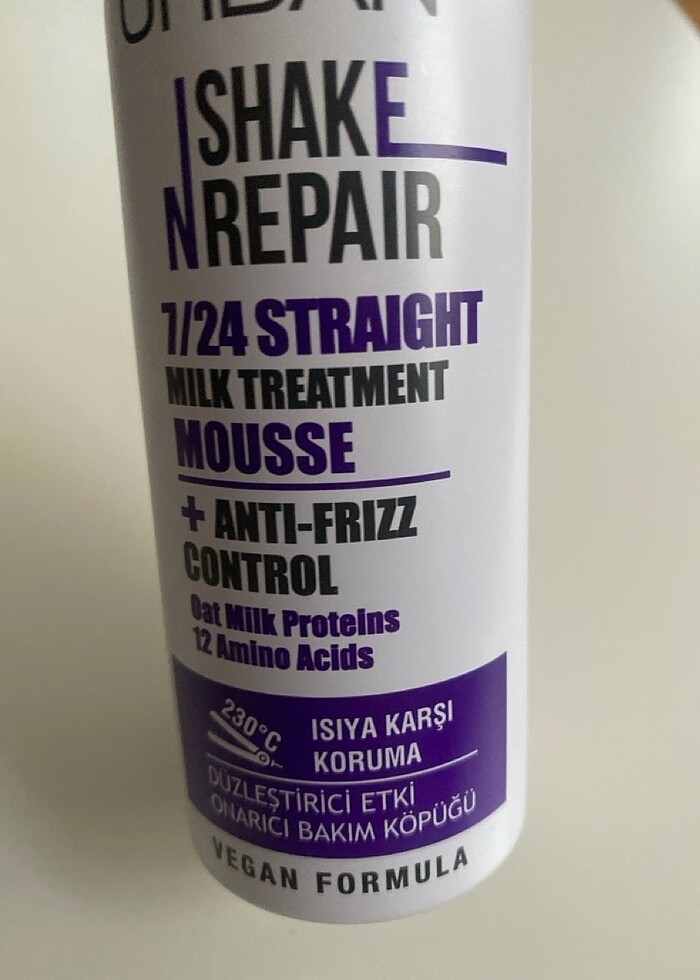 URBAN
SHAKE
N REPAIR
7/24 STRAIGHT
MILK TREATMENT
MOUSSE
+ ANTI-FRIZZ
CONTROL
Oat Milk Proteins
12 Amino Acids
230°C
ISIYA KARŞI
KORUMA
DÜZLEŞTİRİCİ ETKİ
ONARICI BAKIM KÖPÜĞÜ
VEGAN FORMULA